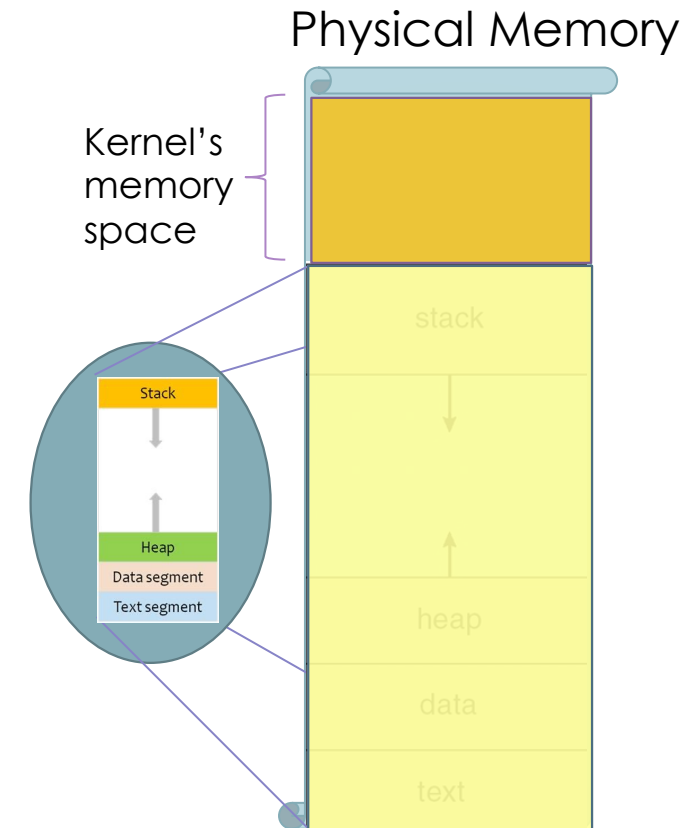 Physical Memory
Kernel's
memory
space
stack
Stack
Heap
Data segment
Text segment
heap
data
text